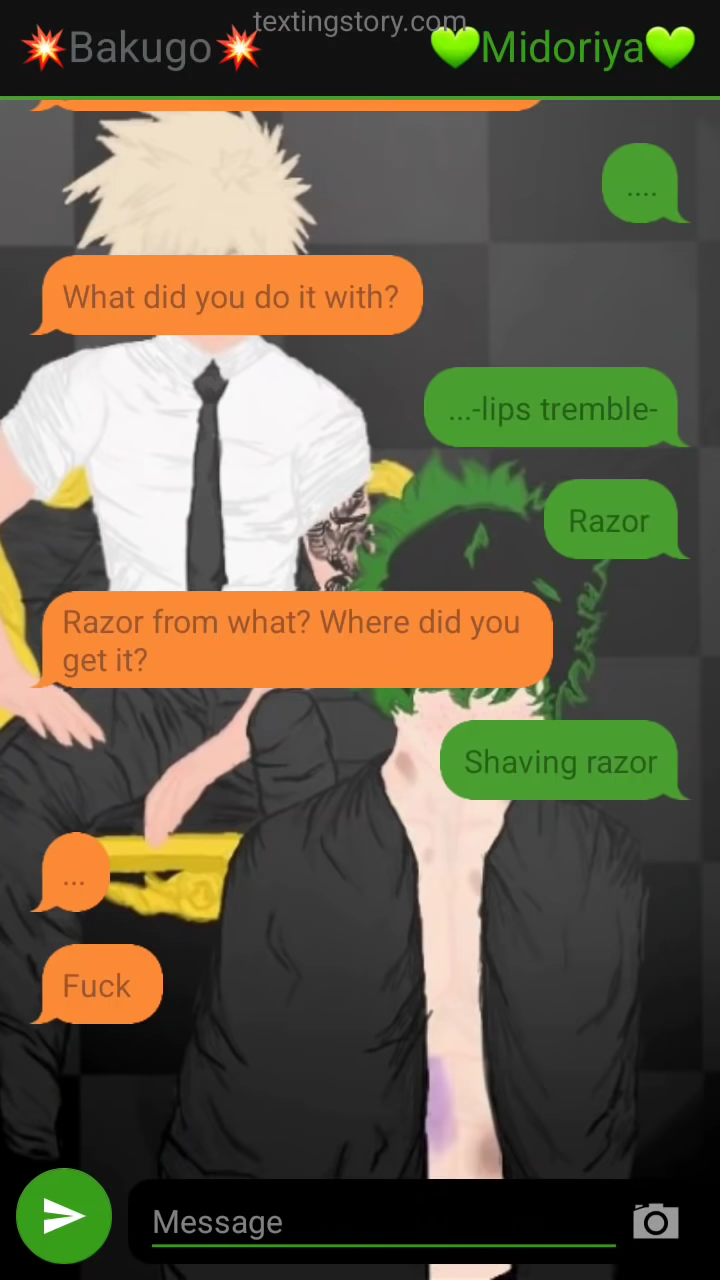 textingstory.com
💥Bakugo💥
💚Midoriya💚
....
What did you do it with?
...-lips tremble-
Razor
Razor from what? Where did you
get it?
Shaving razor
...
Fuck
Message